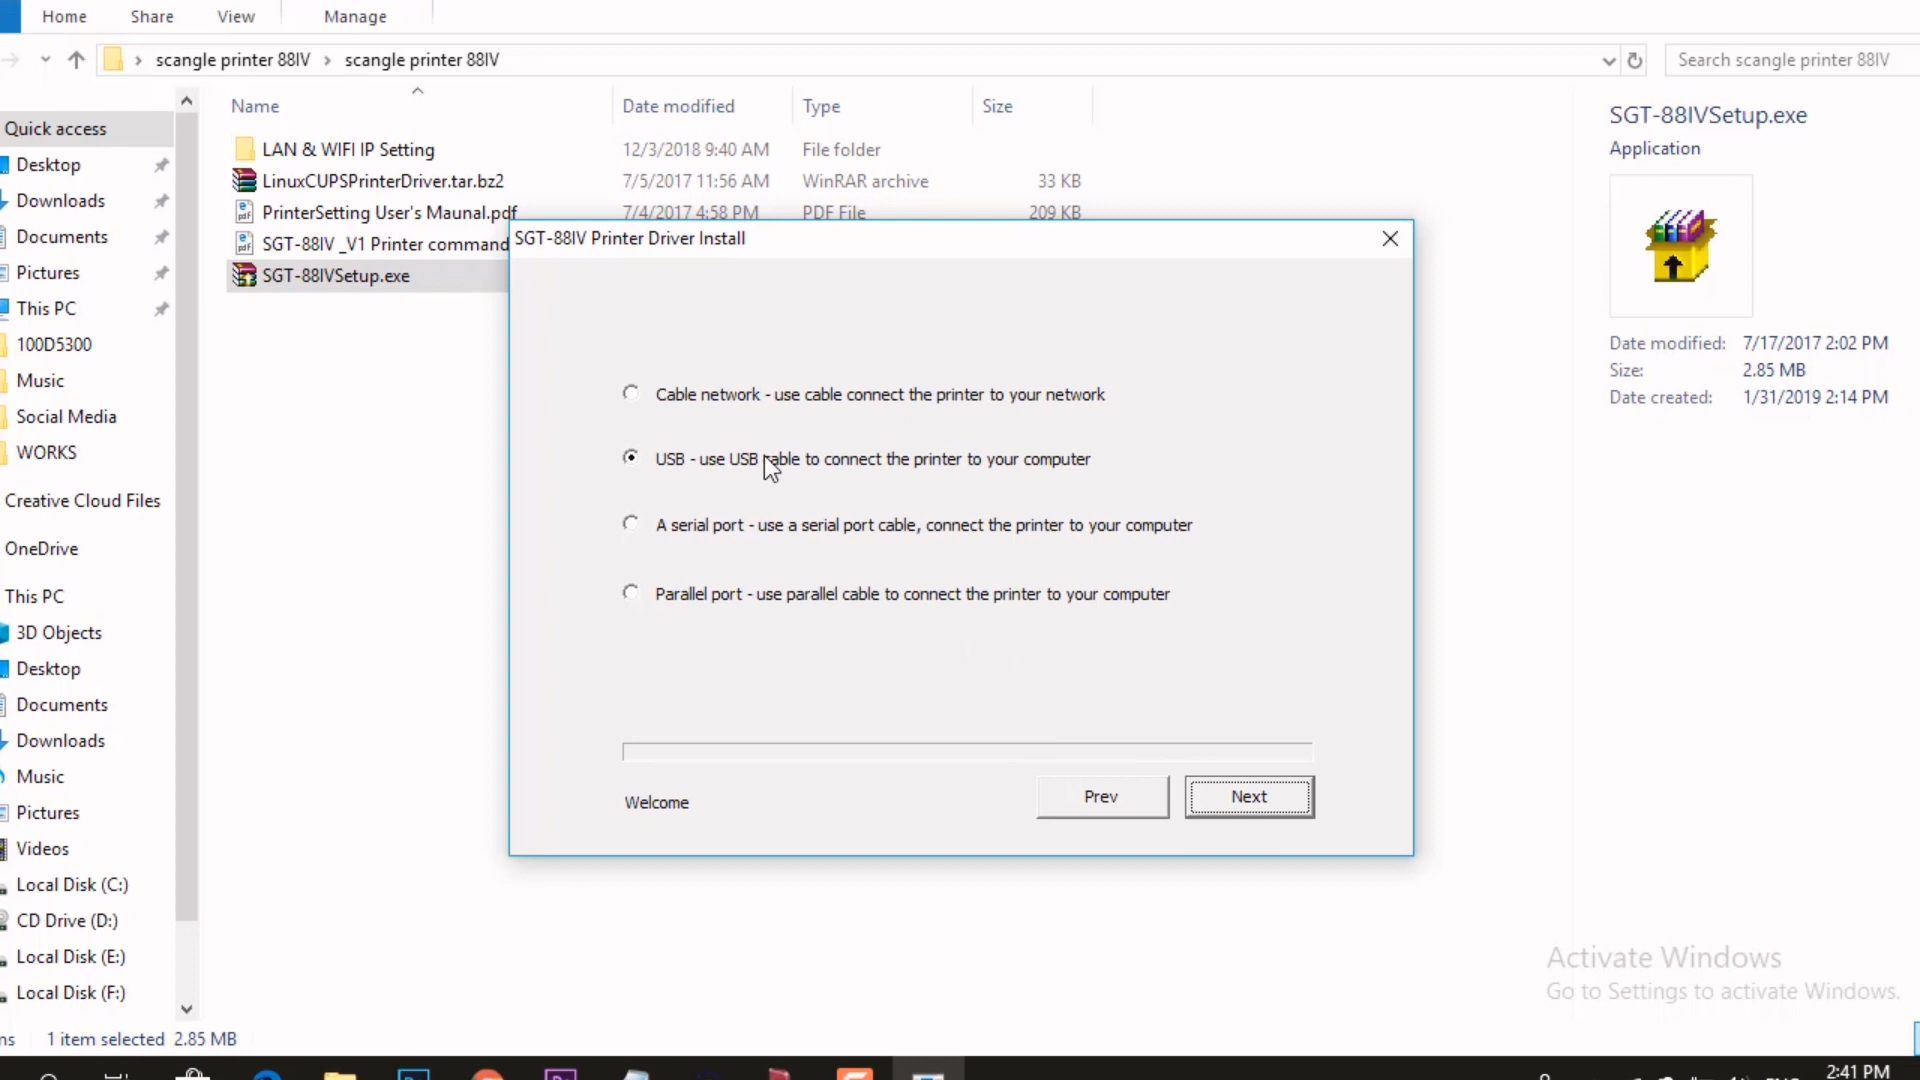 Home Share View Manage
scangle printer 88IV scangle printer 88IV
Search scangle printer 88IV
Name Date modified Type Size
LAN & WIFI IP Setting 12/3/2018 9:40 AM File folder
LinuxCUPSPrinterDriver.tar.bz2 7/5/2017 11:56 AM WinRAR archive 33 KB
PrinterSetting User's Maunal.pdf 7/4/2017 4:58 PM PDF File 209 KB
SGT-88IV _V1 Printer command
SGT-88IVSetup.exe
Quick access
Desktop
Downloads
Documents
Pictures
This PC
100D5300
Music
Social Media
WORKS
Creative Cloud Files
OneDrive
This PC
3D Objects
Desktop
Documents
Downloads
Music
Pictures
Videos
Local Disk (C:)
CD Drive (D:)
Local Disk (E:)
Local Disk (F:)
1 item selected 2.85 MB
SGT-88IV Printer Driver Install
Cable network - use cable connect the printer to your network
USB - use USB cable to connect the printer to your computer
A serial port - use a serial port cable, connect the printer to your computer
Parallel port - use parallel cable to connect the printer to your computer
Welcome
Prev Next
SGT-88IVSetup.exe
Application
Date modified: 7/17/2017 2:02 PM
Size: 2.85 MB
Date created: 1/31/2019 2:14 PM
Activate Windows
Go to Settings to activate Windows.
2:41 PM